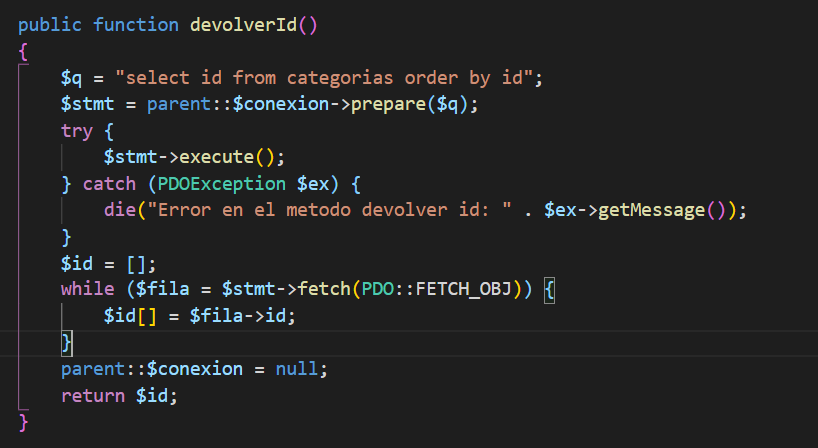 public function devolverId()
{
    $q = "select id from categorias order by id";
    $stmt = parent::$conexion->prepare($q);
    try {
        $stmt->execute();
    } catch (PDOException $ex) {
        die("Error en el metodo devolver id: " . $ex->getMessage());
    }
    $id = [];
    while ($fila = $stmt->fetch(PDO::FETCH_OBJ)) {
        $id[] = $fila->id;
    }
    parent::$conexion = null;
    return $id;
}